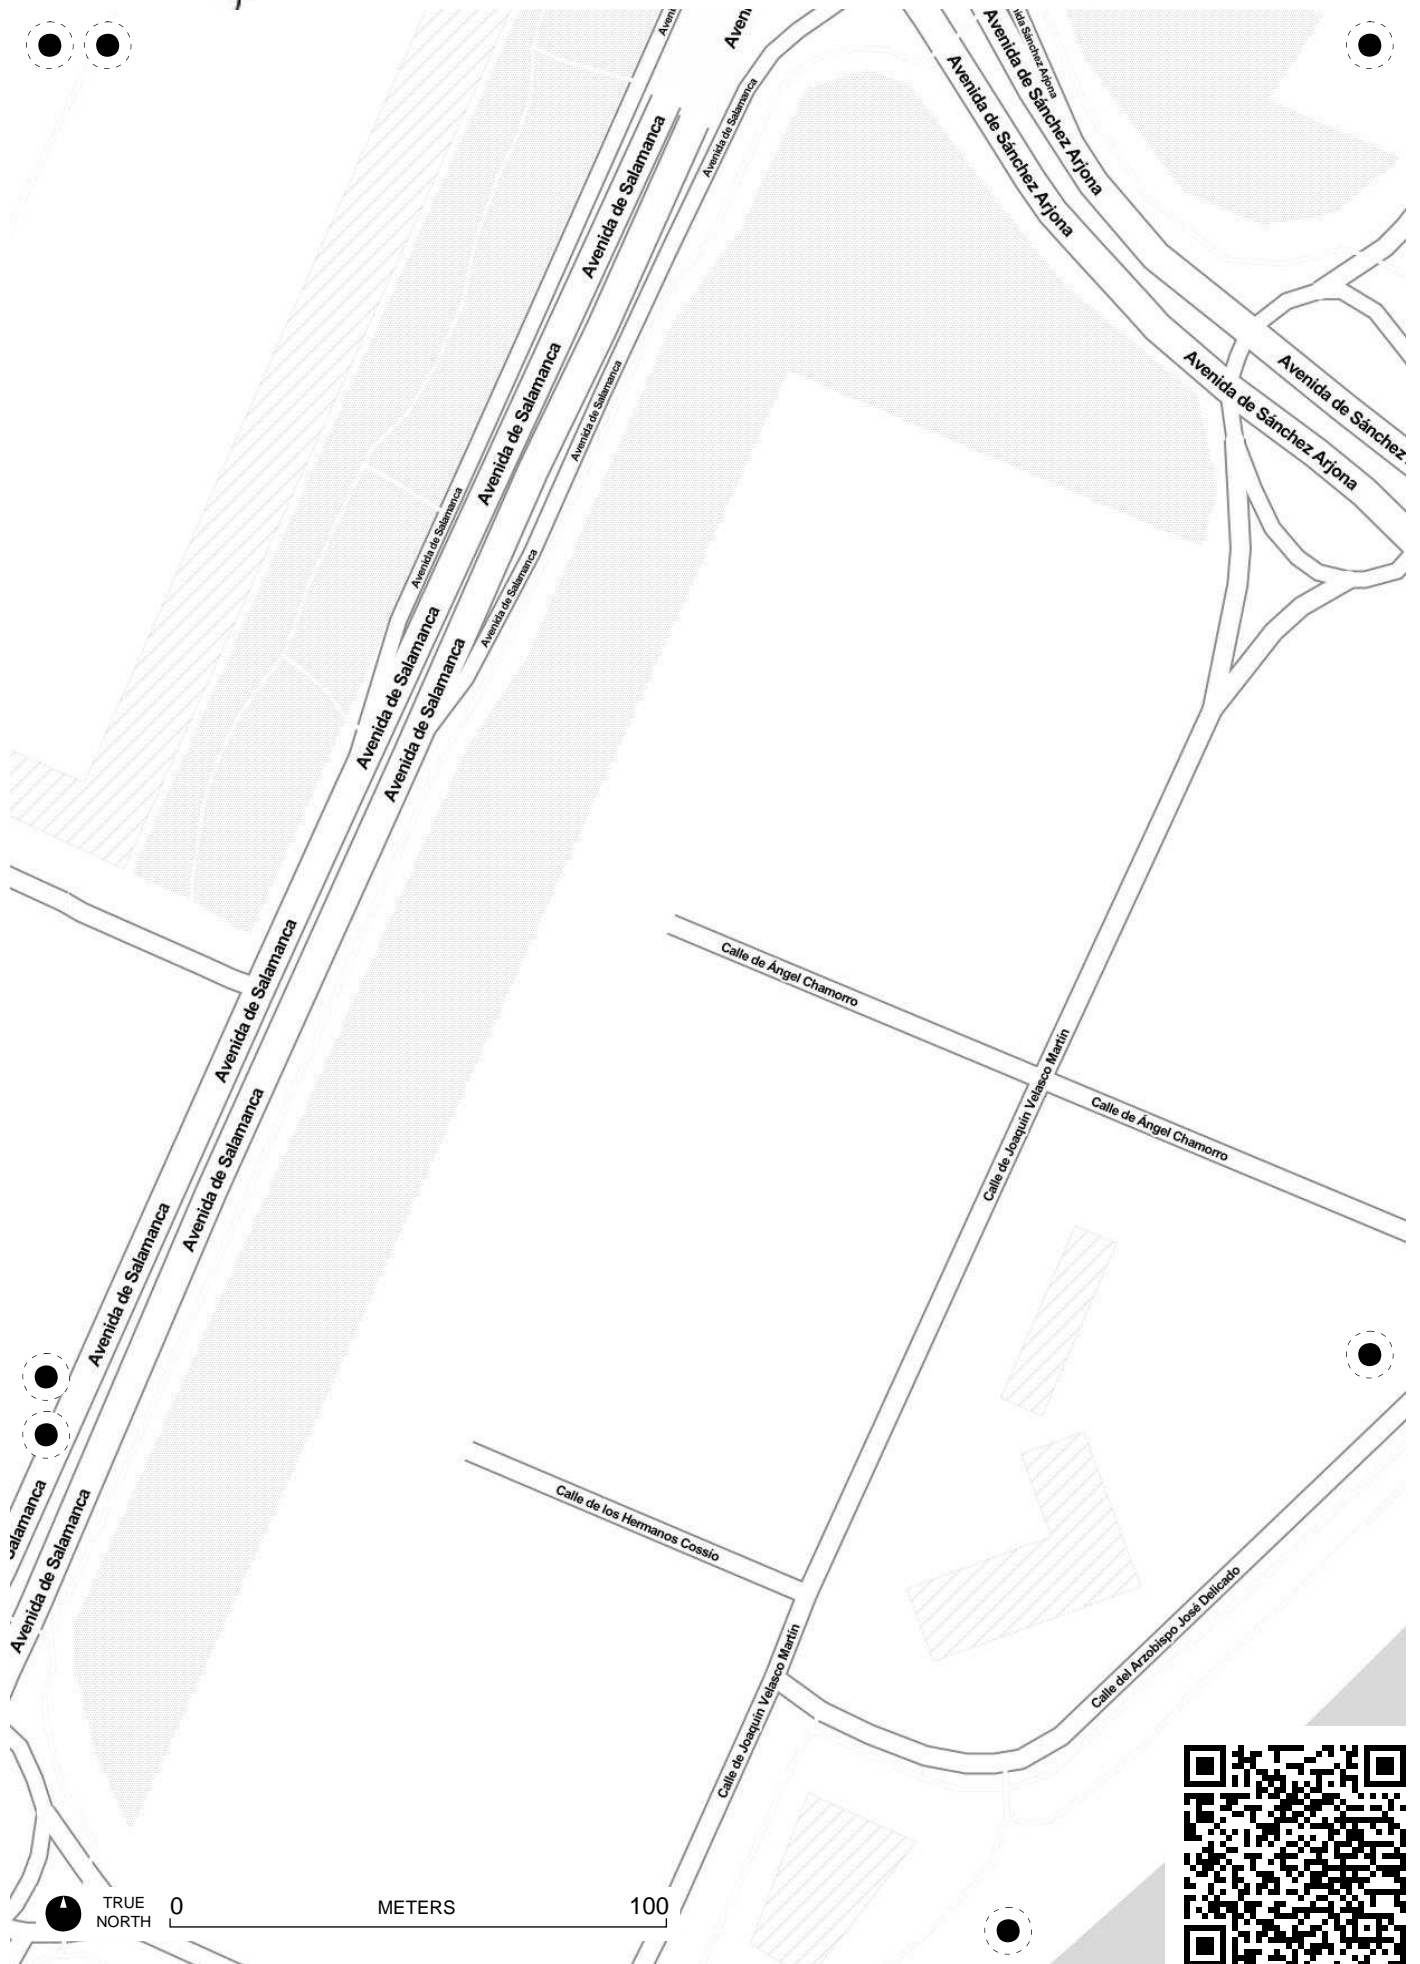 Aven
Aven
Avenida de Sánchez Arjona
Avenida de Sánchez Arjona
Avenida de Salamanca
Avenida de Salamanca
Avenida de Sánchez Arjona
Avenida de Salamanca
Avenida de Salamanca
Avenida de Sánchez Arjona
Avenida de Sánchez
Avenida de Salamanca
Avenida de Salamanca
Avenida de Salamanca
Avenida de Salamanca
Avenida de Salamanca
Calle de Ángel Chamorro
Calle de Joaquín Velasco Martín
Calle de Ángel Chamorro
Avenida de Salamanca
Avenida de Salamanca
Salamanca
Avenida de Salamanca
Calle de los Hermanos Cossío
Calle del Arzobispo José Delicado
Calle de Joaquín Velasco Martín
TRUE
NORTH
0 METERS 100